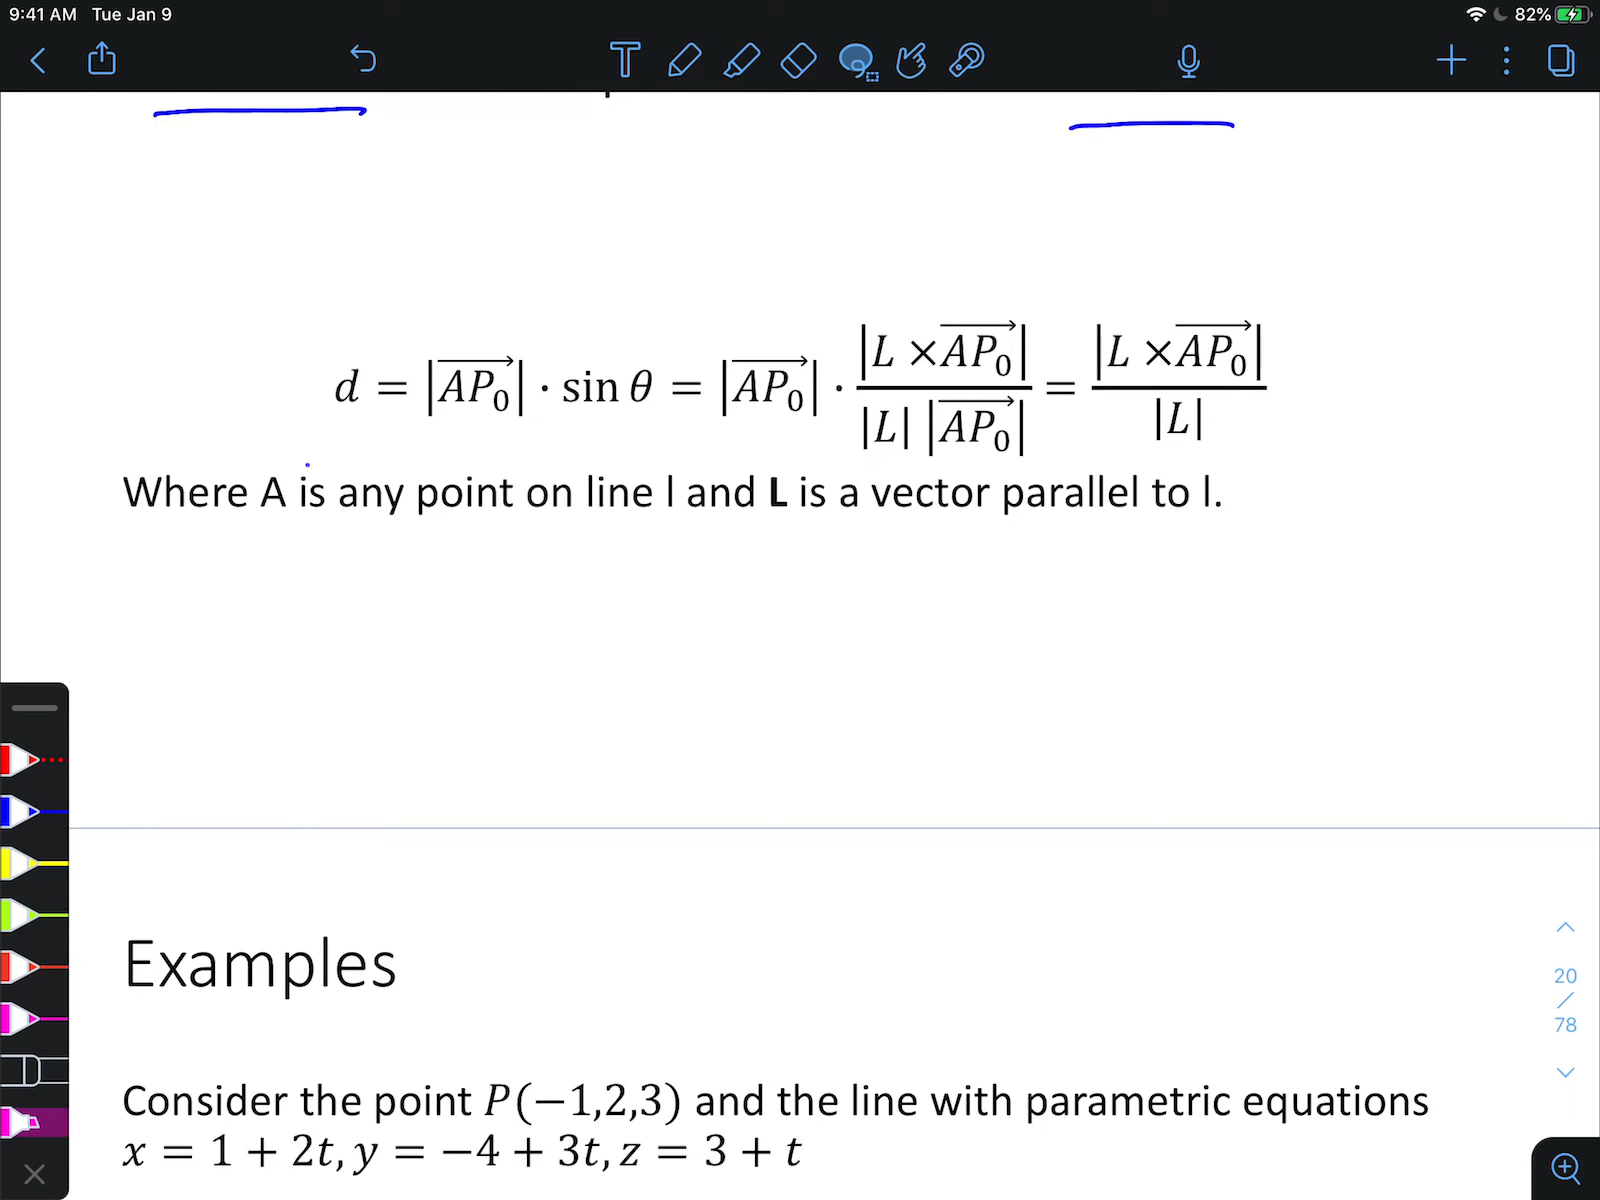 9:41 AM Tue Jan 9 82%
T
d = |AP₀| · sin θ = |AP₀| · |L × AP₀| / |L| |AP₀| = |L × AP₀| / |L|
Where A is any point on line l and L is a vector parallel to l.
Examples
20
/
78
Consider the point P(−1,2,3) and the line with parametric equations
x = 1 + 2t, y = −4 + 3t, z = 3 + t